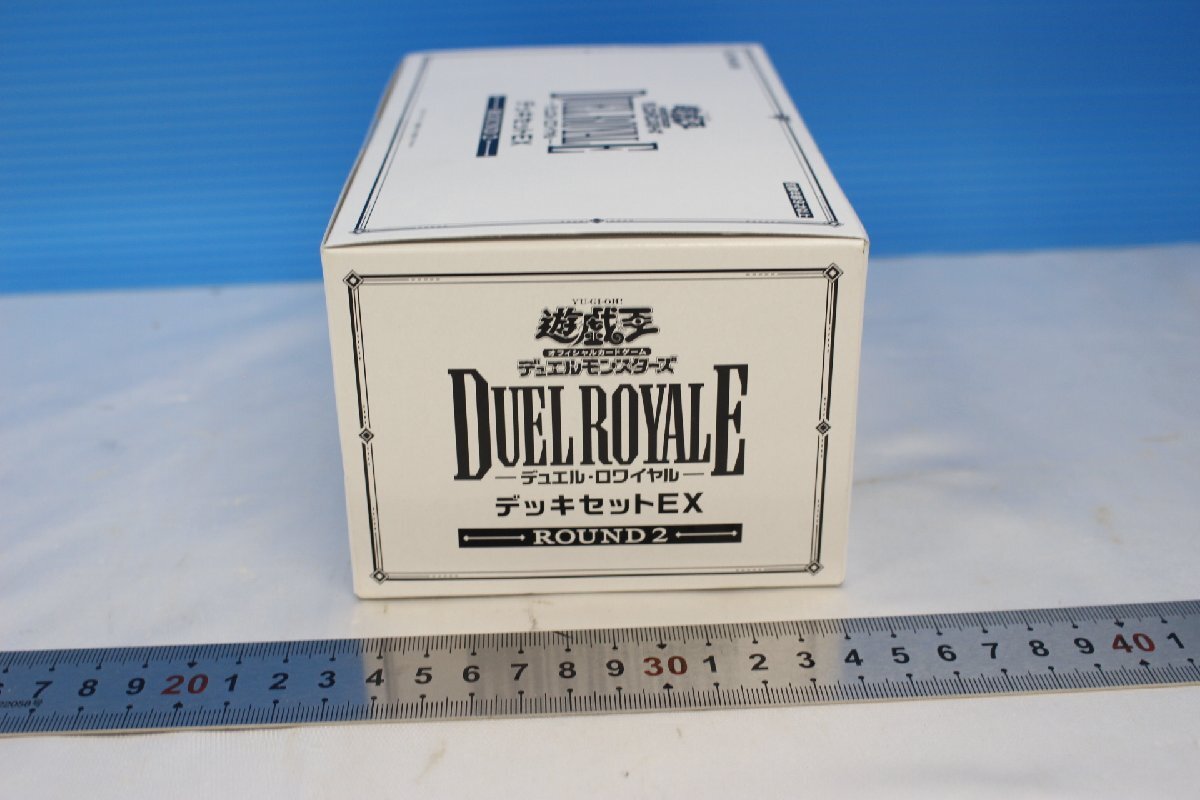 YU-GI-OH!
遊戯王
オフィシャルカードゲーム
デュエルモンスターズ
DUEL ROYALE
デュエル・ロワイヤル
デッキセットEX
ROUND 2
7 8 9 20 1 2 3 4 5 6 7 8 9 30 1 2 3 4 5 6 7 8 9 40 1